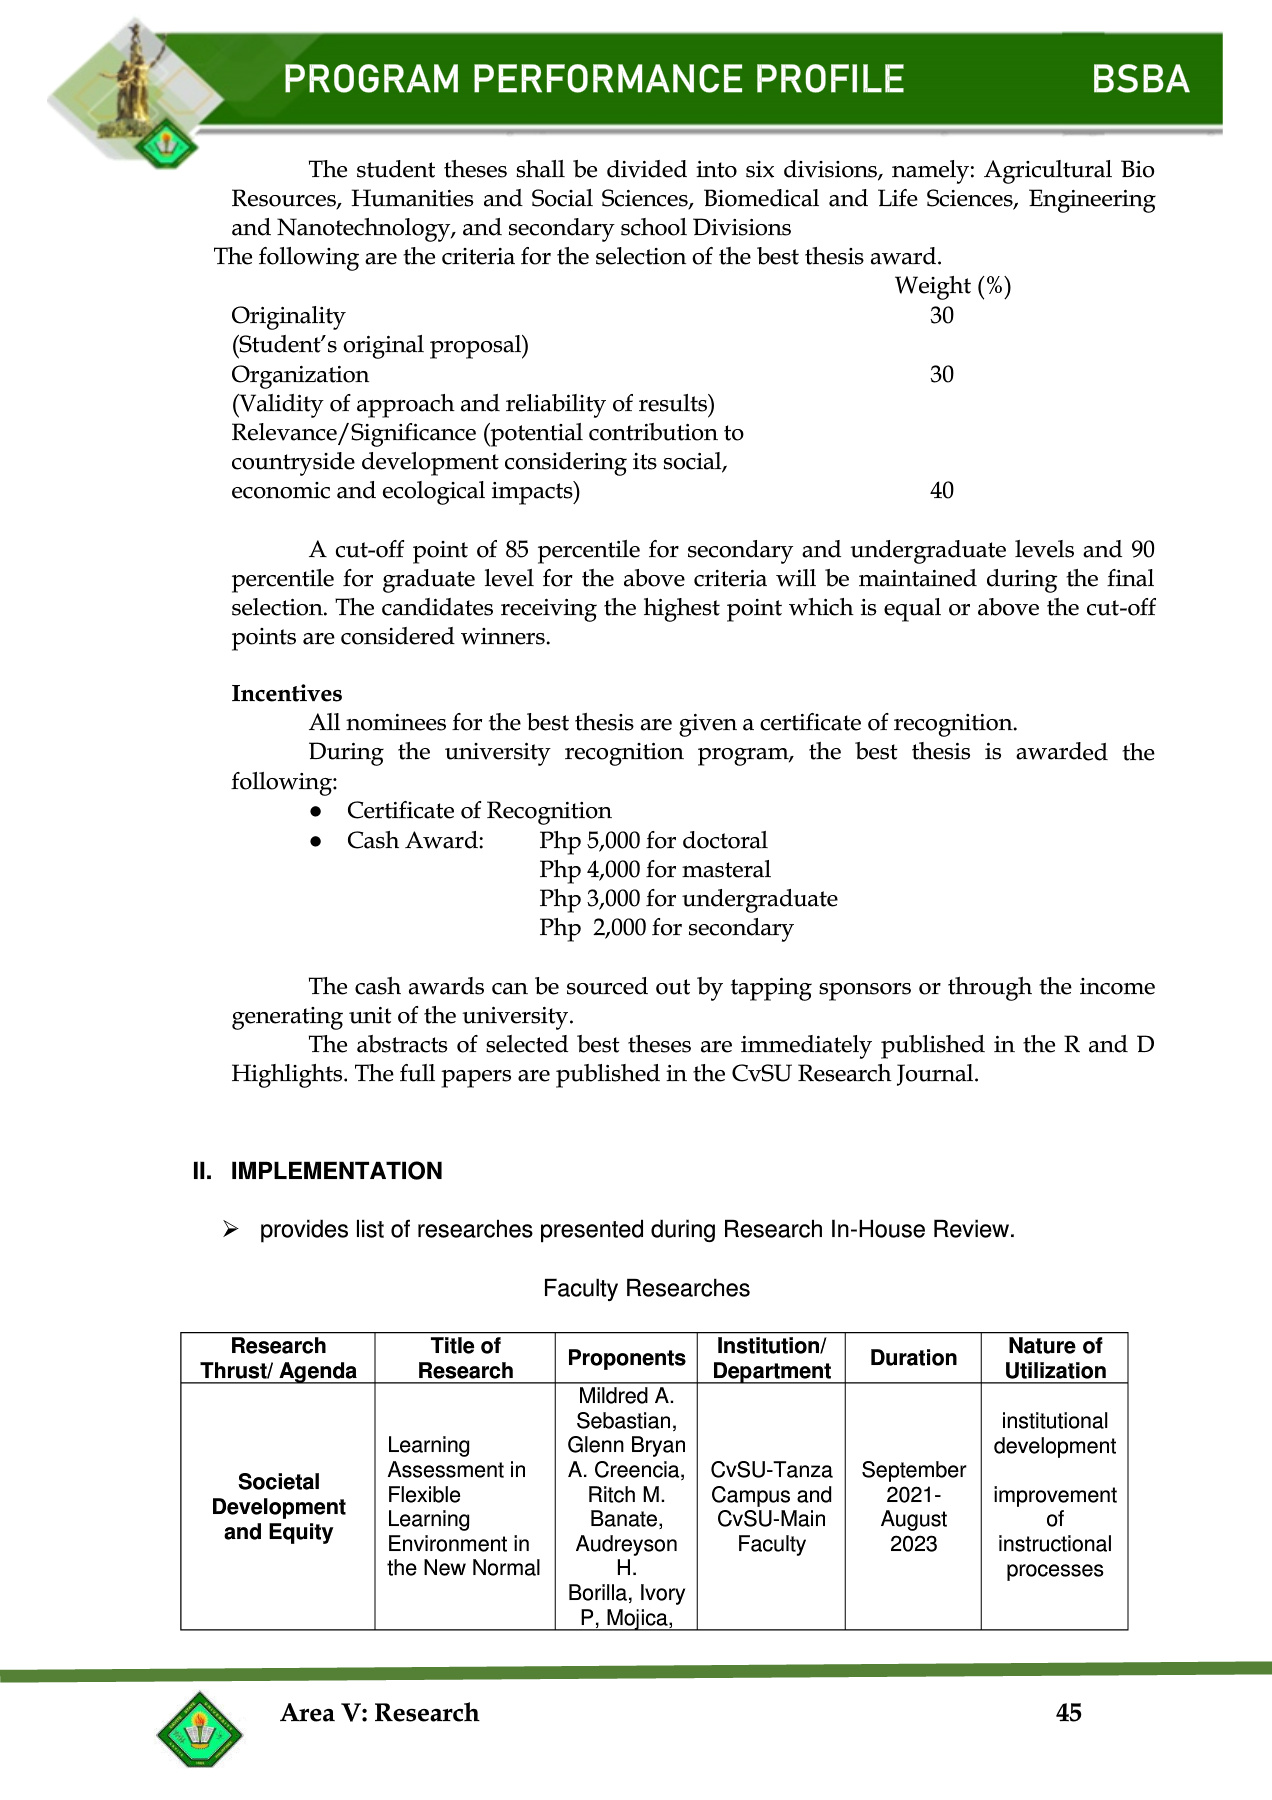 PROGRAM PERFORMANCE PROFILE BSBA
The student theses shall be divided into six divisions, namely: Agricultural Bio
Resources, Humanities and Social Sciences, Biomedical and Life Sciences, Engineering
and Nanotechnology, and secondary school Divisions
The following are the criteria for the selection of the best thesis award.
Weight (%)
Originality 30
(Student's original proposal)
Organization 30
(Validity of approach and reliability of results)
Relevance/Significance (potential contribution to
countryside development considering its social,
economic and ecological impacts) 40
A cut-off point of 85 percentile for secondary and undergraduate levels and 90
percentile for graduate level for the above criteria will be maintained during the final
selection. The candidates receiving the highest point which is equal or above the cut-off
points are considered winners.
Incentives
All nominees for the best thesis are given a certificate of recognition.
During the university recognition program, the best thesis is awarded the
following:
● Certificate of Recognition
● Cash Award: Php 5,000 for doctoral
Php 4,000 for masteral
Php 3,000 for undergraduate
Php 2,000 for secondary
The cash awards can be sourced out by tapping sponsors or through the income
generating unit of the university.
The abstracts of selected best theses are immediately published in the R and D
Highlights. The full papers are published in the CvSU Research Journal.
II. IMPLEMENTATION
➢ provides list of researches presented during Research In-House Review.
Faculty Researches
Research
Thrust/ Agenda
Title of
Research
Proponents
Institution/
Department
Duration
Nature of
Utilization
Societal
Development
and Equity
Learning
Assessment in
Flexible
Learning
Environment in
the New Normal
Mildred A.
Sebastian,
Glenn Bryan
A. Creencia,
Ritch M.
Banate,
Audreyson
H.
Borilla, Ivory
P, Mojica,
CvSU-Tanza
Campus and
CvSU-Main
Faculty
September
2021-
August
2023
institutional
development
improvement
of
instructional
processes
Area V: Research 45